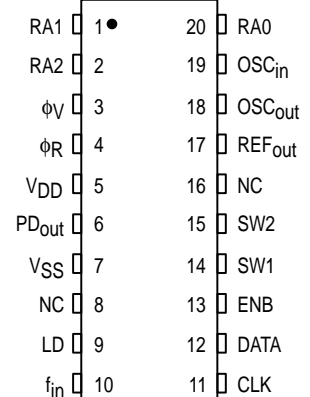 RA1 1 20 RA0
RA2 2 19 OSCin
ϕV 3 18 OSCout
ϕR 4 17 REFout
VDD 5 16 NC
PDout 6 15 SW2
VSS 7 14 SW1
NC 8 13 ENB
LD 9 12 DATA
fin 10 11 CLK